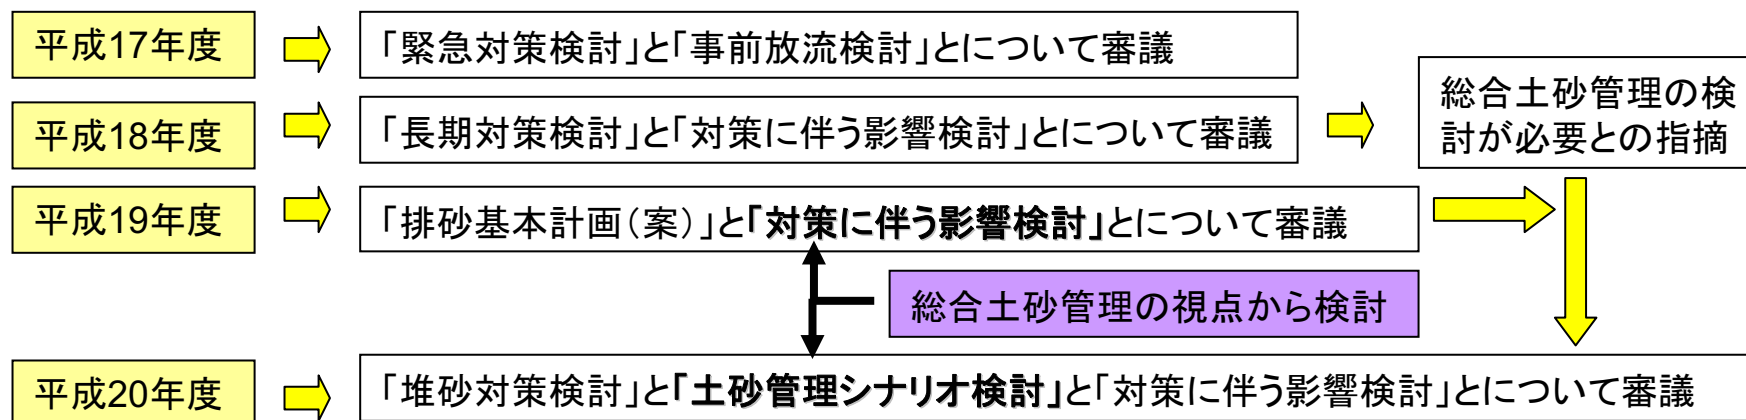 平成17年度
「緊急対策検討」と「事前放流検討」とについて審議
平成18年度
「長期対策検討」と「対策に伴う影響検討」とについて審議
総合土砂管理の検
討が必要との指摘
平成19年度
「排砂基本計画(案)」と「対策に伴う影響検討」とについて審議
総合土砂管理の視点から検討
平成20年度
「堆砂対策検討」と「土砂管理シナリオ検討」と「対策に伴う影響検討」とについて審議